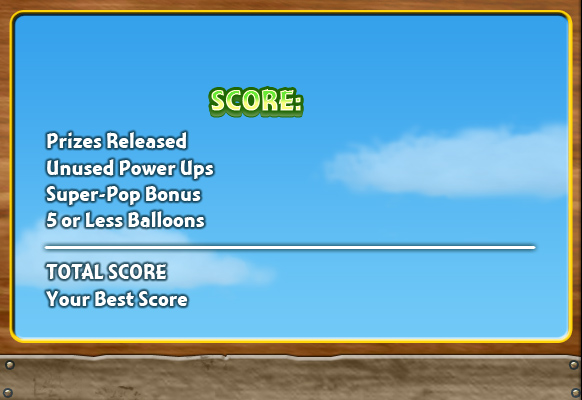 SCORE:
Prizes Released
Unused Power Ups
Super-Pop Bonus
5 or Less Balloons
TOTAL SCORE
Your Best Score